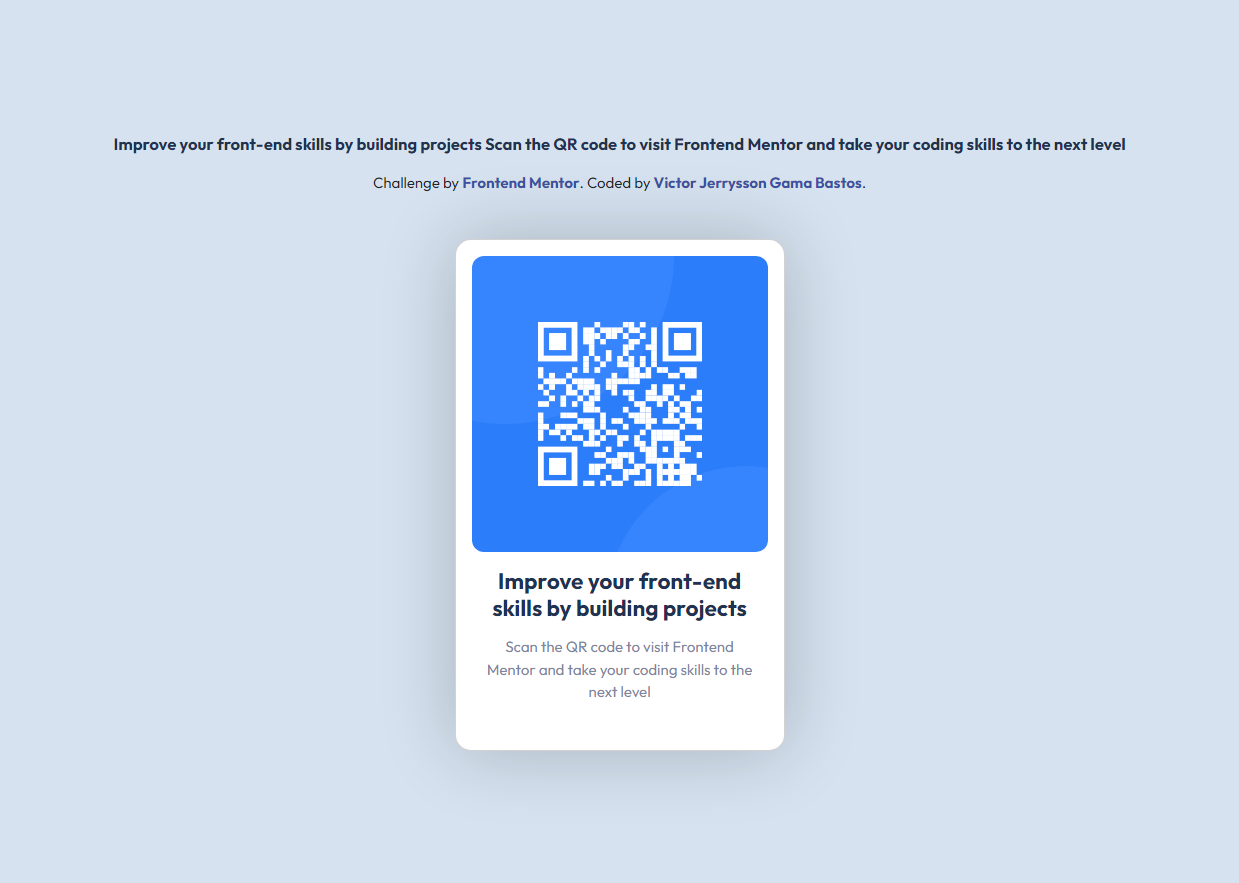 Improve your front-end skills by building projects Scan the QR code to visit Frontend Mentor and take your coding skills to the next level
Challenge by Frontend Mentor. Coded by Victor Jerrysson Gama Bastos.
Improve your front-end
skills by building projects
Scan the QR code to visit Frontend
Mentor and take your coding skills to the
next level